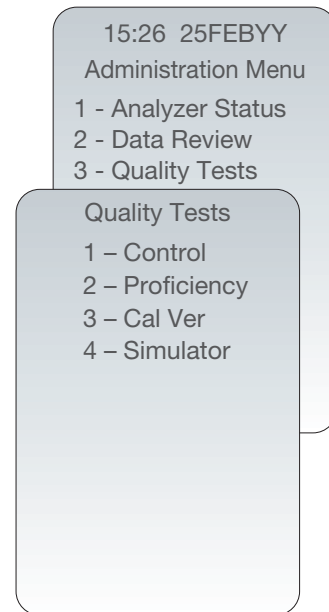 15:26 25FEBYY
Administration Menu
1 - Analyzer Status
2 - Data Review
3 - Quality Tests
Quality Tests
1 – Control
2 – Proficiency
3 – Cal Ver
4 – Simulator